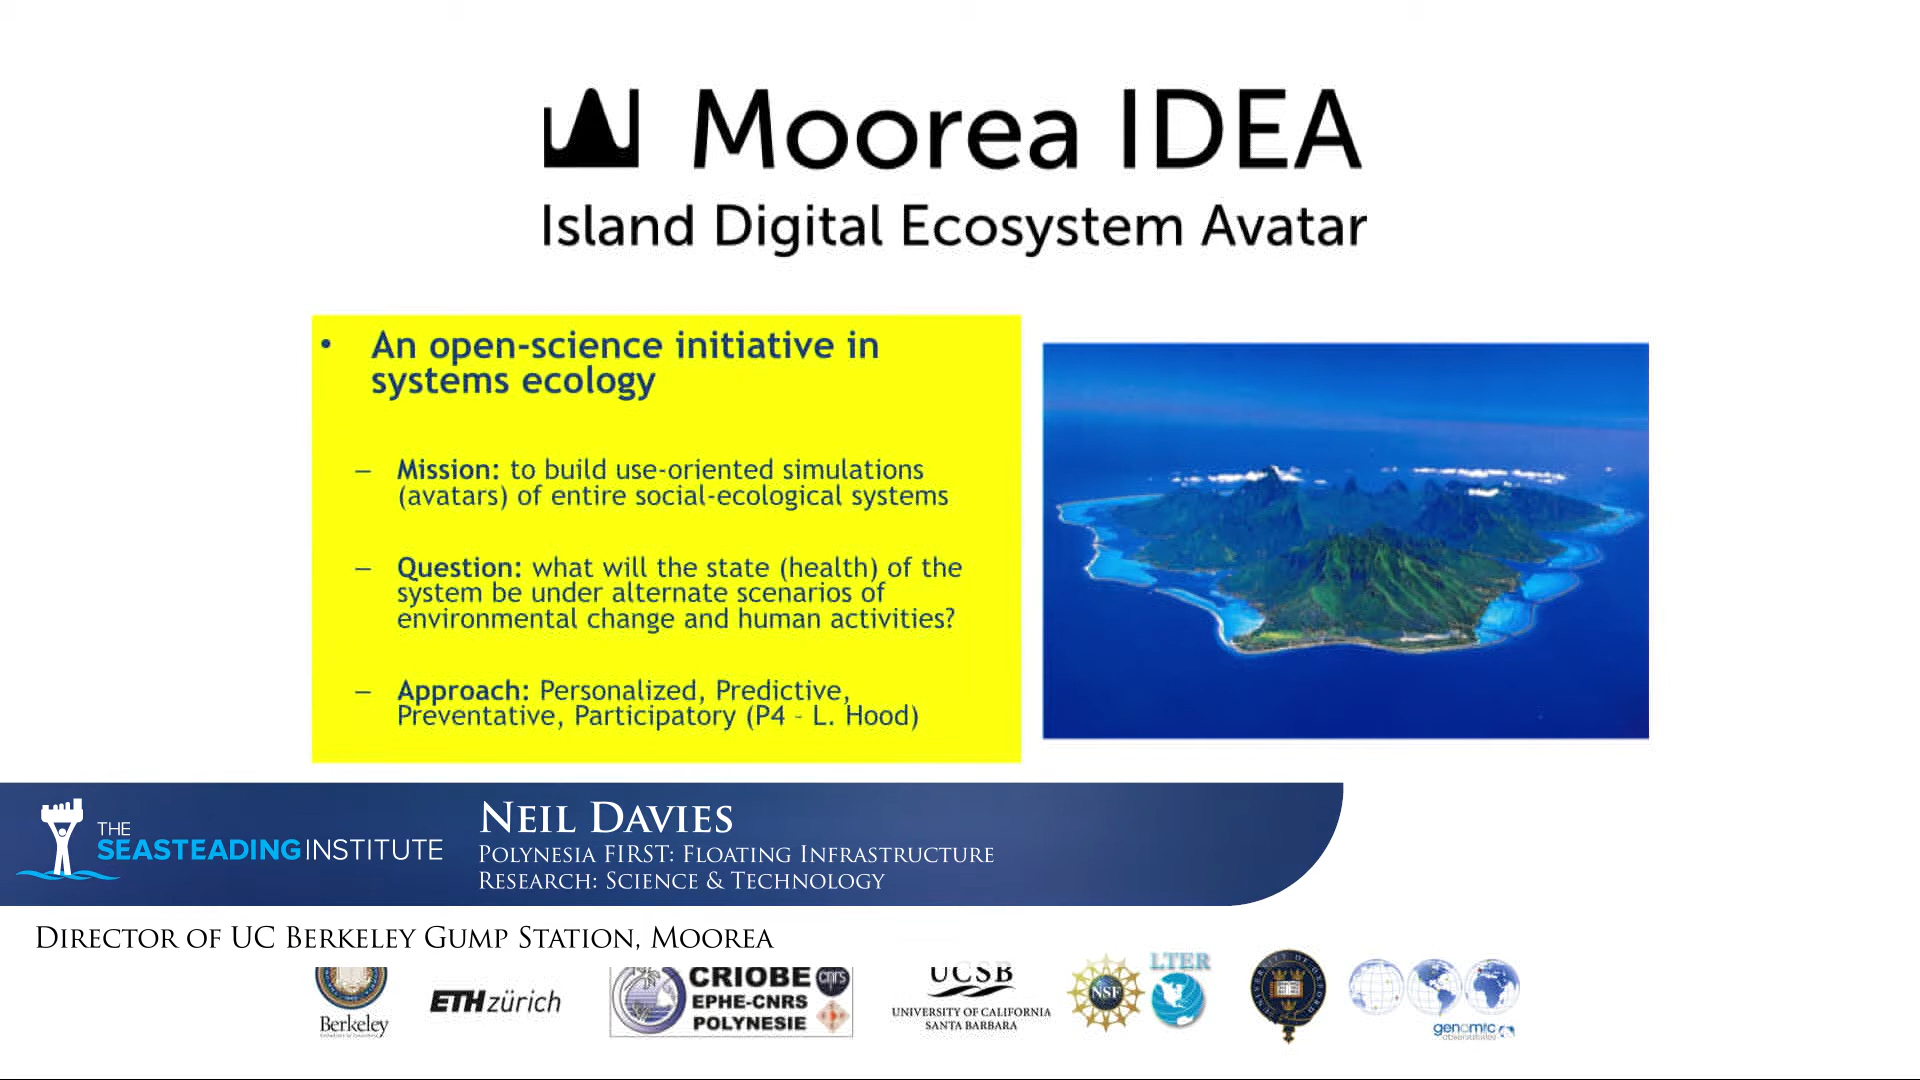 Moorea IDEA
Island Digital Ecosystem Avatar
• An open-science initiative in
systems ecology
– Mission: to build use-oriented simulations
(avatars) of entire social-ecological systems
– Question: what will the state (health) of the
system be under alternate scenarios of
environmental change and human activities?
– Approach: Personalized, Predictive,
Preventative, Participatory (P4 - L. Hood)
THE
SEASTEADING INSTITUTE
NEIL DAVIES
POLYNESIA FIRST: FLOATING INFRASTRUCTURE
RESEARCH: SCIENCE & TECHNOLOGY
DIRECTOR OF UC BERKELEY GUMP STATION, MOOREA
Berkeley
ETH zürich
CRIOBE
cnrs
EPHE-CNRS
POLYNESIE
UCSB
UNIVERSITY OF CALIFORNIA
SANTA BARBARA
NSF
LTER
UNIVERSITY OF OXFORD
genomic
observatories